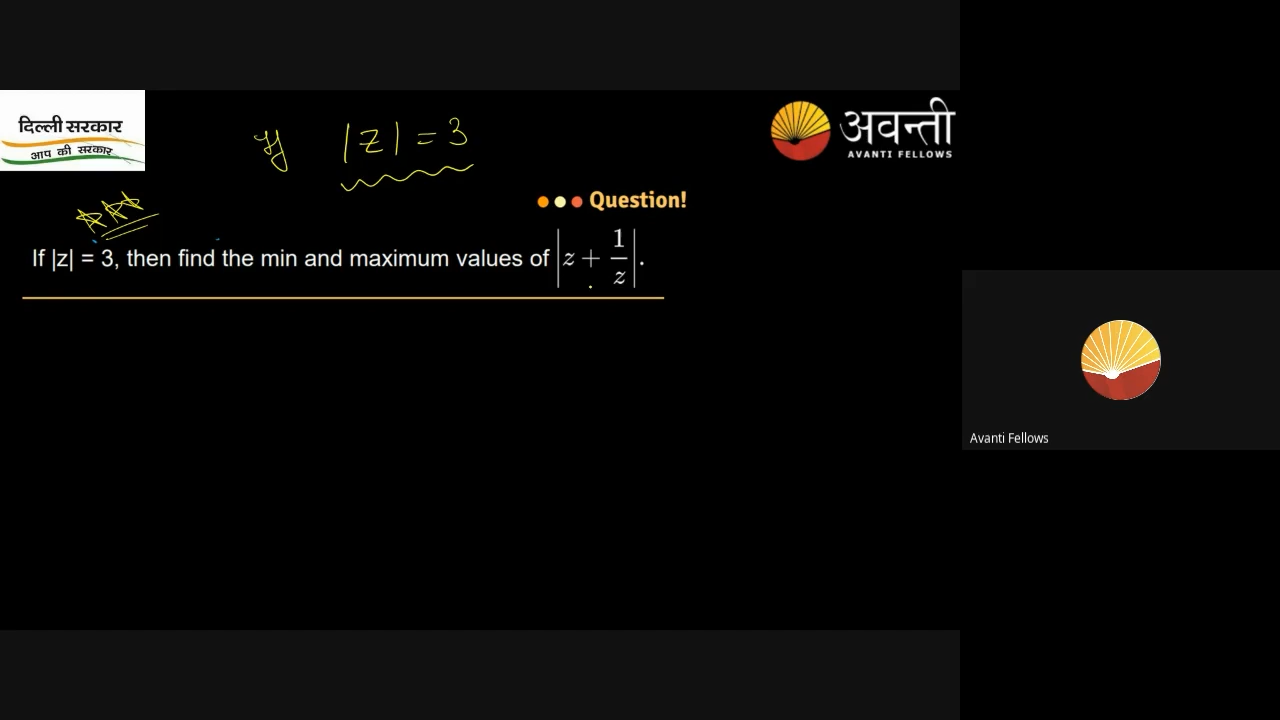 दिल्ली सरकार
आप की सरकार
|z| = 3
अवन्ती
AVANTI FELLOWS
Question!
If |z| = 3, then find the min and maximum values of |z + 1/z|.
Avanti Fellows